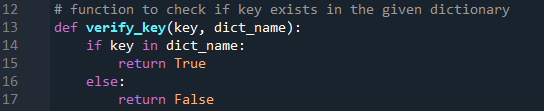 12 # function to check if key exists in the given dictionary
13 def verify_key(key, dict_name):
14     if key in dict_name:
15         return True
16     else:
17         return False